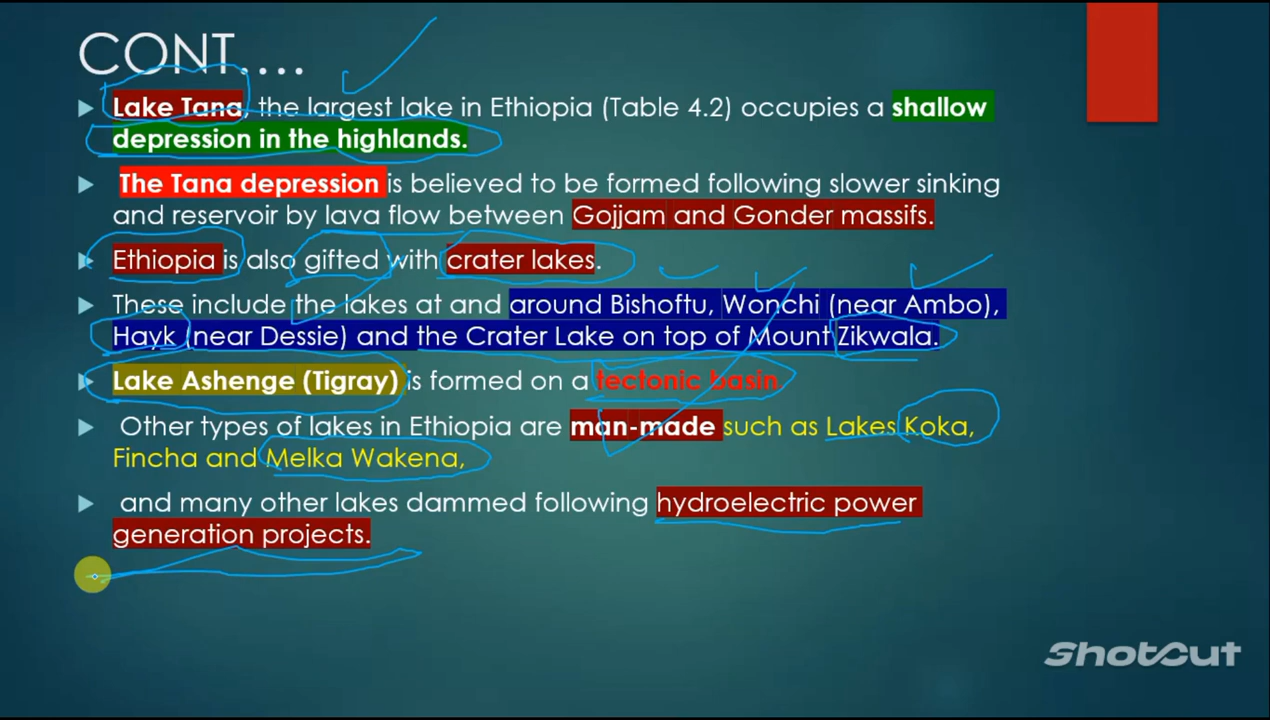 CONT….
Lake Tana, the largest lake in Ethiopia (Table 4.2) occupies a shallow
depression in the highlands.
The Tana depression is believed to be formed following slower sinking
and reservoir by lava flow between Gojjam and Gonder massifs.
Ethiopia is also gifted with crater lakes.
These include the lakes at and around Bishoftu, Wonchi (near Ambo),
Hayk (near Dessie) and the Crater Lake on top of Mount Zikwala.
Lake Ashenge (Tigray) is formed on a tectonic basin
Other types of lakes in Ethiopia are man-made such as Lakes Koka,
Fincha and Melka Wakena,
and many other lakes dammed following hydroelectric power
generation projects.
ShotCut